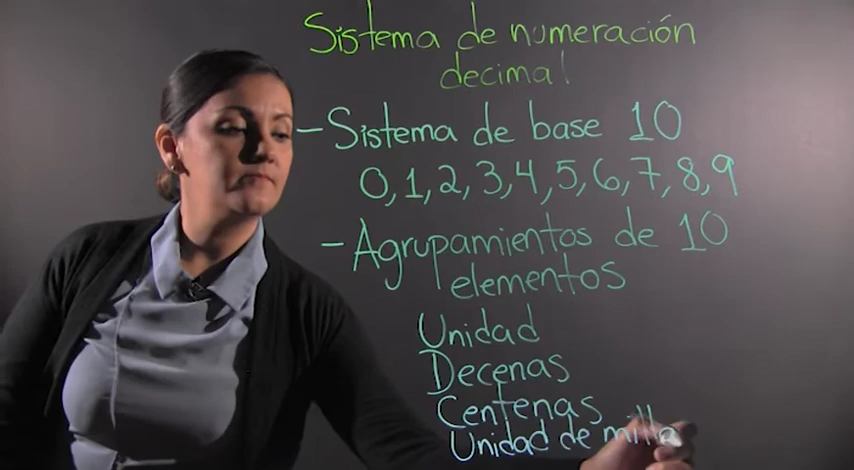 Sistema de numeración
decimal
- Sistema de base 10
0, 1, 2, 3, 4, 5, 6, 7, 8, 9
- Agrupamientos de 10
elementos
Unidad
Decenas
Centenas
Unidad de milla